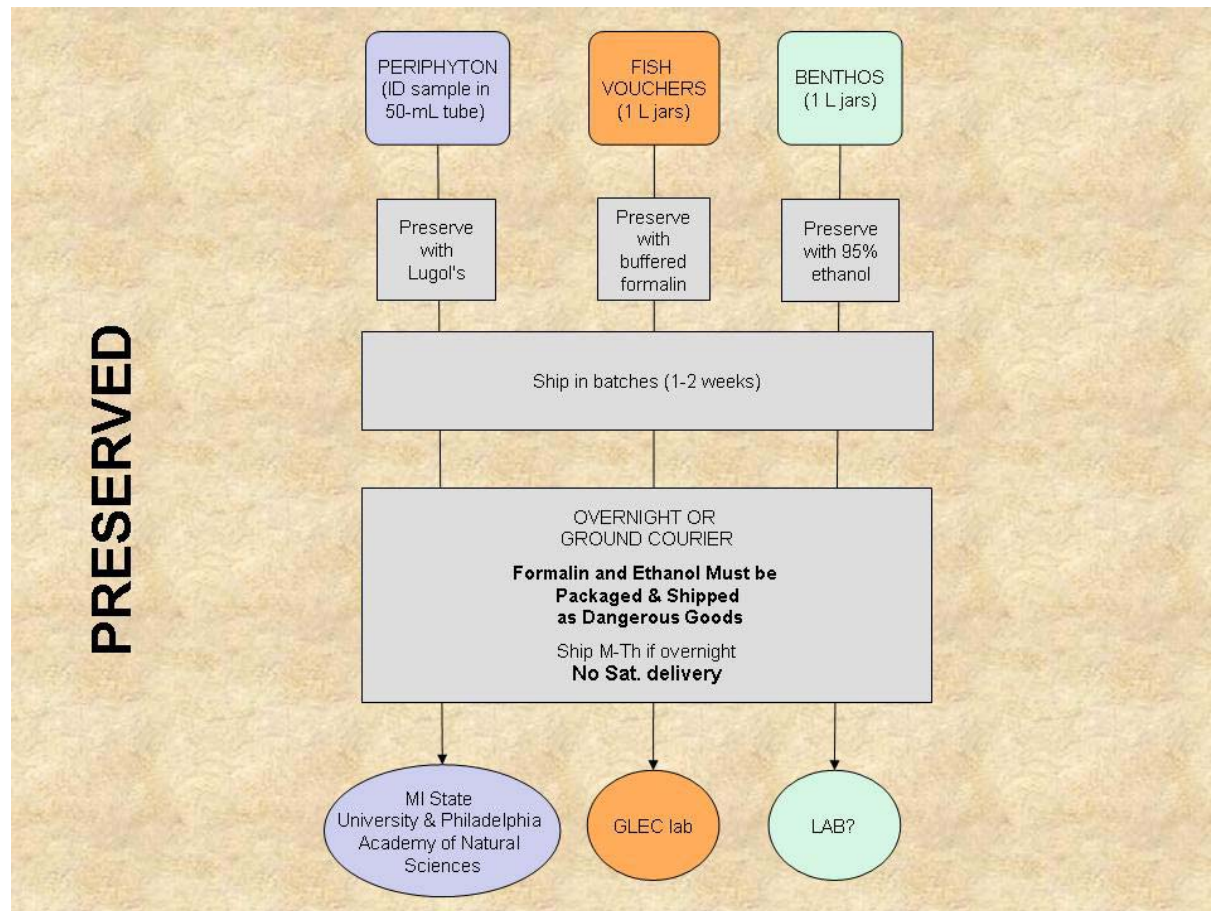 PRESERVED
PERIPHYTON
(ID sample in
50-mL tube)
FISH
VOUCHERS
(1 L jars)
BENTHOS
(1 L jars)
Preserve
with
Lugol's
Preserve
with
buffered
formalin
Preserve
with 95%
ethanol
Ship in batches (1-2 weeks)
OVERNIGHT OR
GROUND COURIER
Formalin and Ethanol Must be
Packaged & Shipped
as Dangerous Goods
Ship M-Th if overnight
No Sat. delivery
MI State
University & Philadelphia
Academy of Natural
Sciences
GLEC lab
LAB?